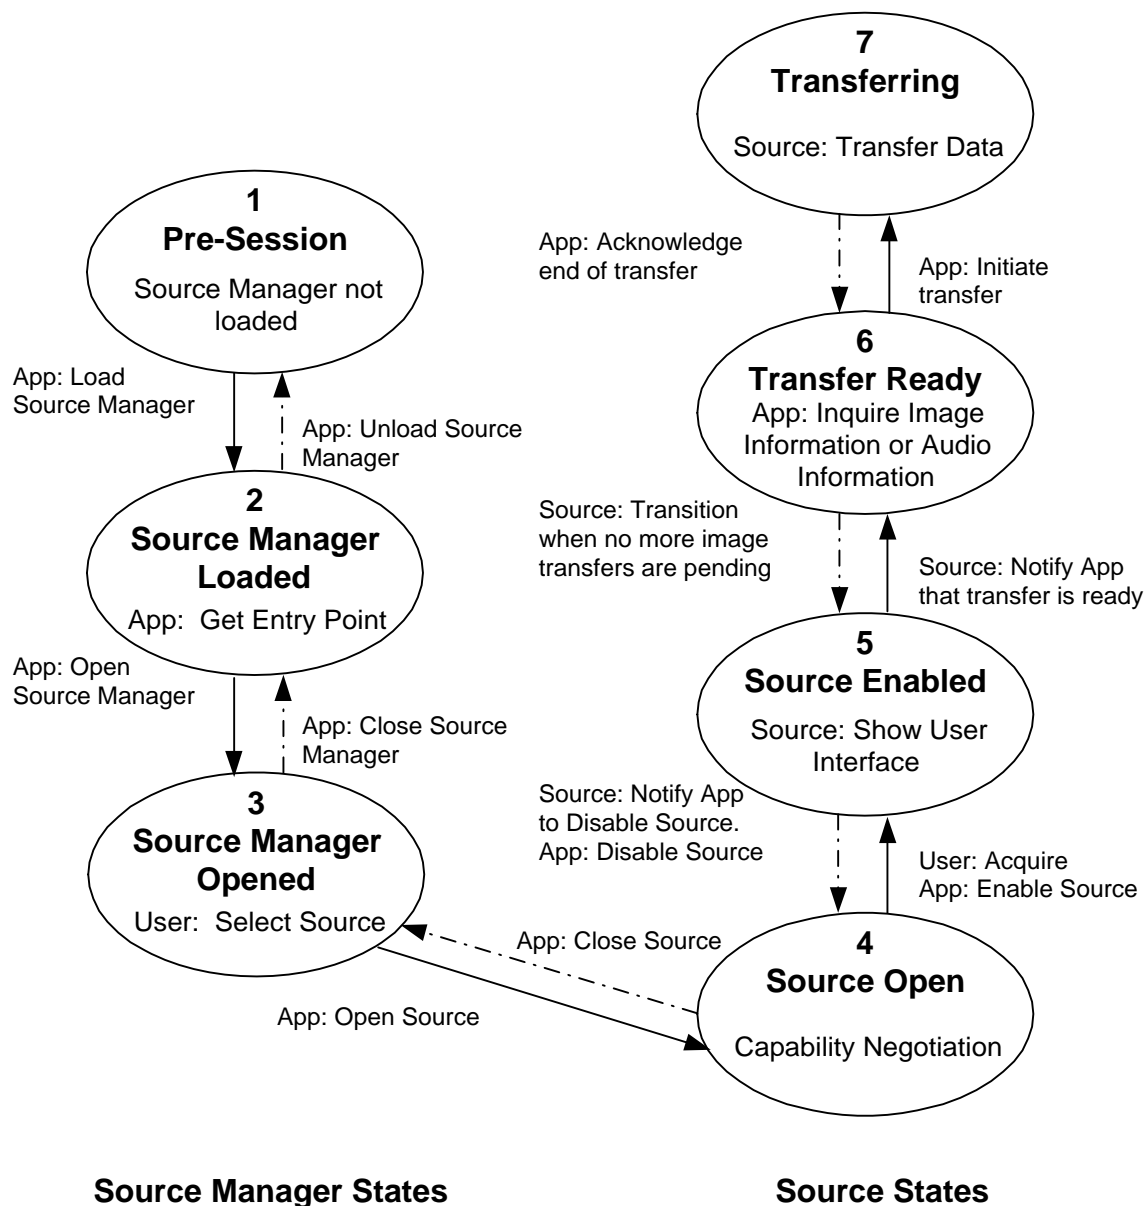 1
Pre-Session
Source Manager not
loaded
App: Load
Source Manager
App: Unload Source
Manager
2
Source Manager
Loaded
App:  Get Entry Point
App: Open
Source Manager
App: Close Source
Manager
3
Source Manager
Opened
User:  Select Source
App: Close Source
App: Open Source
7
Transferring
Source: Transfer Data
App: Acknowledge
end of transfer
App: Initiate
transfer
6
Transfer Ready
App: Inquire Image
Information or Audio
Information
Source: Transition
when no more image
transfers are pending
Source: Notify App
that transfer is ready
5
Source Enabled
Source: Show User
Interface
Source: Notify App
to Disable Source.
App: Disable Source
User: Acquire
App: Enable Source
4
Source Open
Capability Negotiation
Source Manager States
Source States